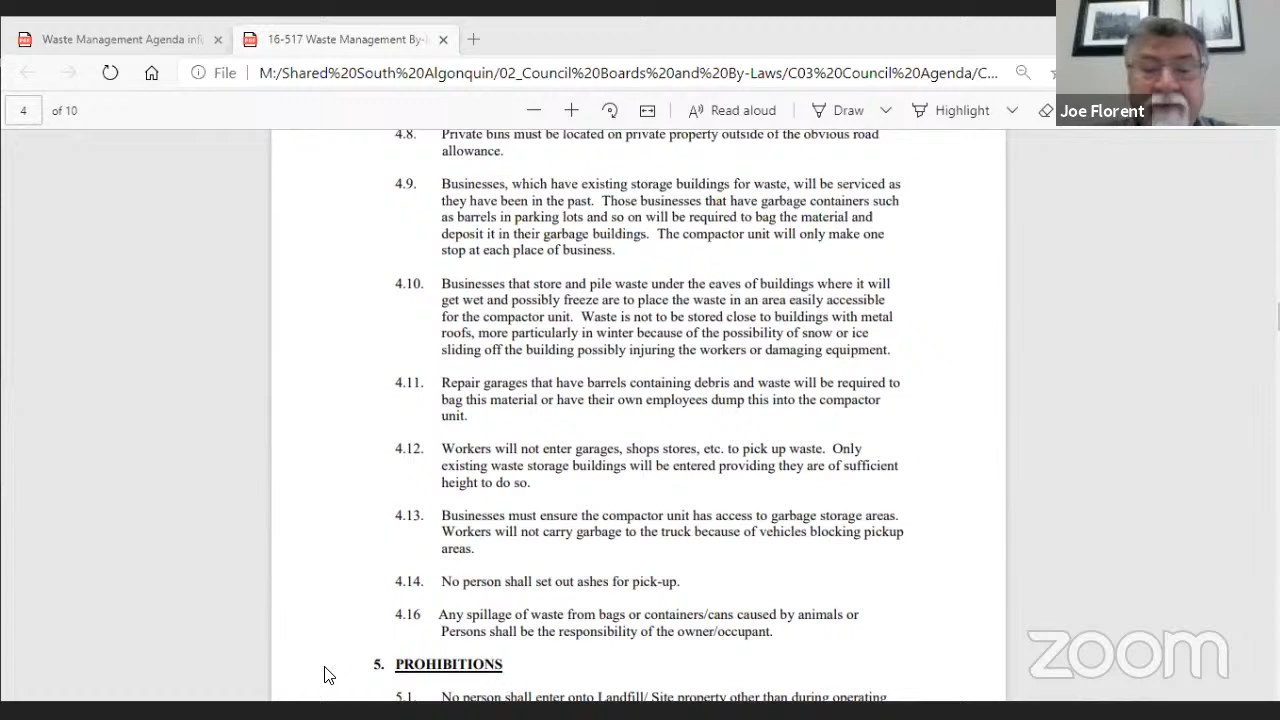 Waste Management Agenda inf
16-517 Waste Management By-l
File
M:/Shared%20South%20Algonquin/02_Council%20Boards%20and%20By-Laws/C03%20Council%20Agenda/C...
Joe Florent
4
of 10
Read aloud
Draw
Highlight
4.8. Private bins must be located on private property outside of the obvious road
allowance.
4.9. Businesses, which have existing storage buildings for waste, will be serviced as
they have been in the past. Those businesses that have garbage containers such
as barrels in parking lots and so on will be required to bag the material and
deposit it in their garbage buildings. The compactor unit will only make one
stop at each place of business.
4.10. Businesses that store and pile waste under the eaves of buildings where it will
get wet and possibly freeze are to place the waste in an area easily accessible
for the compactor unit. Waste is not to be stored close to buildings with metal
roofs, more particularly in winter because of the possibility of snow or ice
sliding off the building possibly injuring the workers or damaging equipment.
4.11. Repair garages that have barrels containing debris and waste will be required to
bag this material or have their own employees dump this into the compactor
unit.
4.12. Workers will not enter garages, shops stores, etc. to pick up waste. Only
existing waste storage buildings will be entered providing they are of sufficient
height to do so.
4.13. Businesses must ensure the compactor unit has access to garbage storage areas.
Workers will not carry garbage to the truck because of vehicles blocking pickup
areas.
4.14. No person shall set out ashes for pick-up.
4.16 Any spillage of waste from bags or containers/cans caused by animals or
Persons shall be the responsibility of the owner/occupant.
5. PROHIBITIONS
5.1 No person shall enter onto Landfill/ Site property other than during operating
zoom